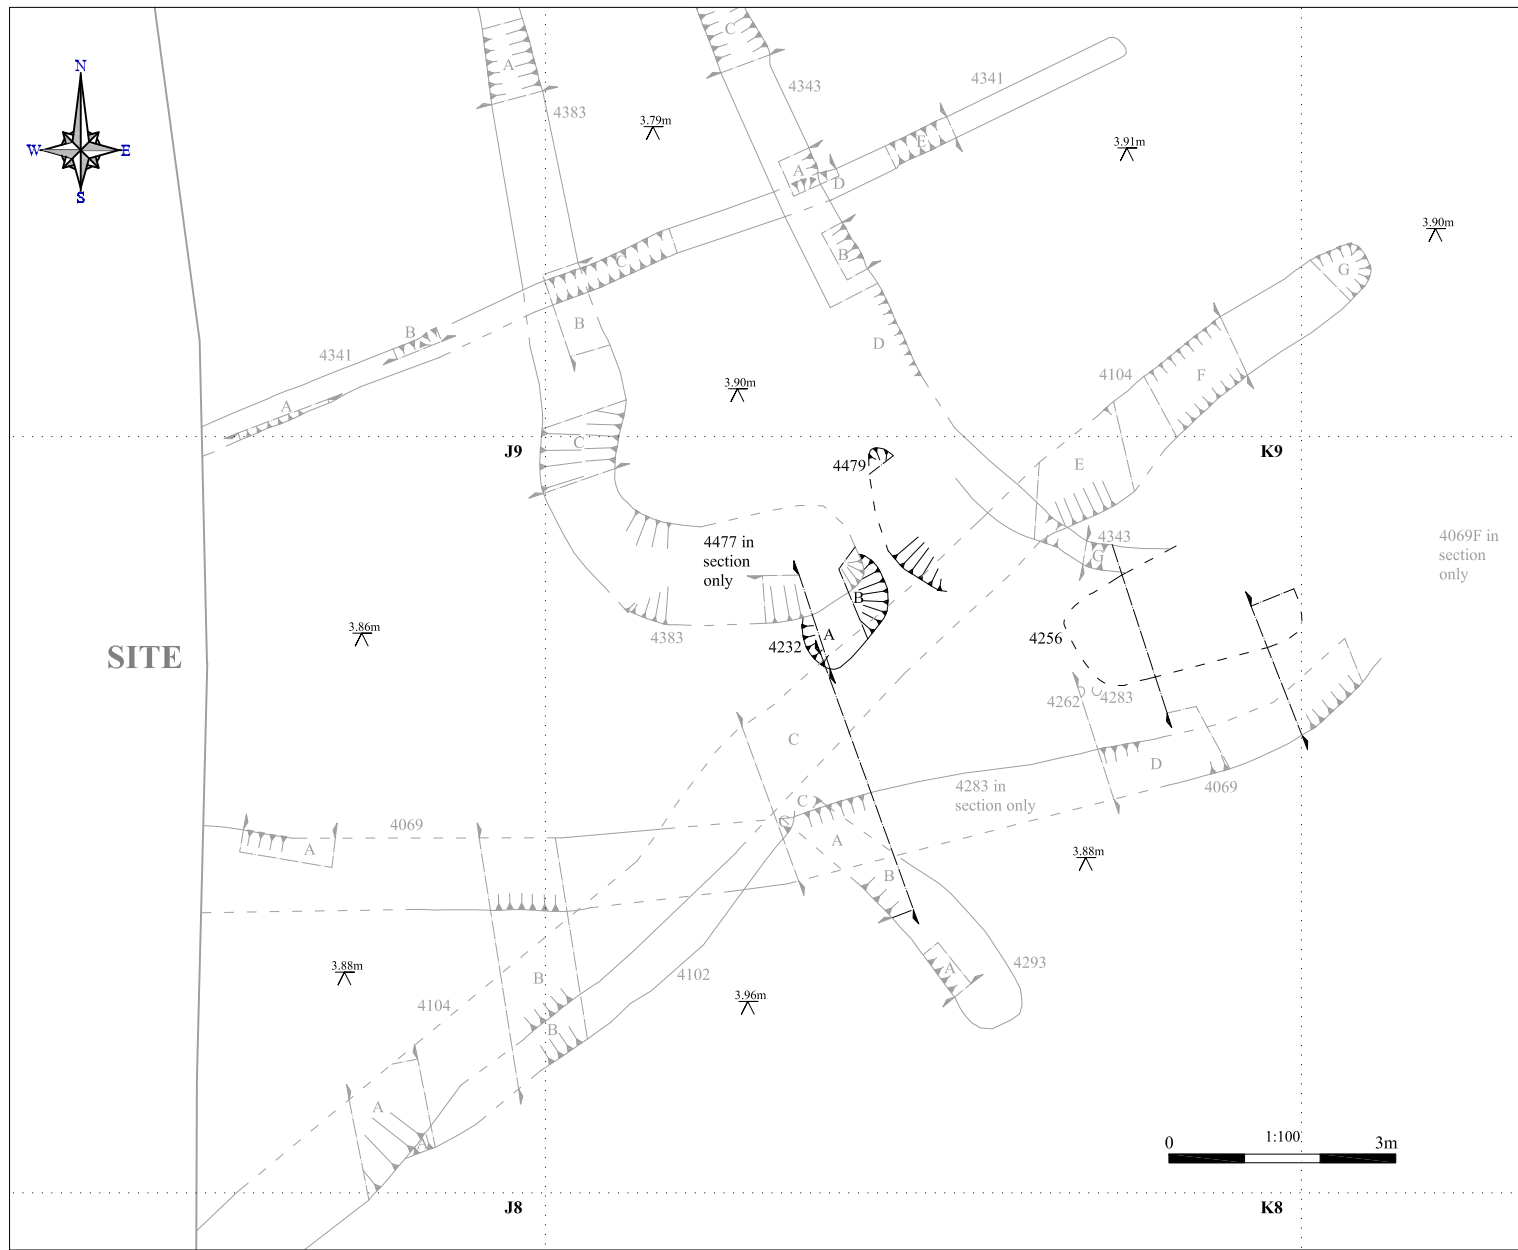 C
N
A
4383
3.79m
4343
4341
3.91m
E
W
E
S
A
D
3.90m
B
C
G
B
B
4341
D
3.90m
4104
F
A
J9
C
K9
4479
E
4477 in
section
only
4343
G
4069F in
section
only
B
3.86m
4383
4232
A
4256
SITE
4262
4283
C
D
4069
4283 in
section only
C
4069
A
A
3.88m
B
3.88m
B
A
4293
4102
3.96m
4104
B
A
A
0
1:100
3m
J8
K8